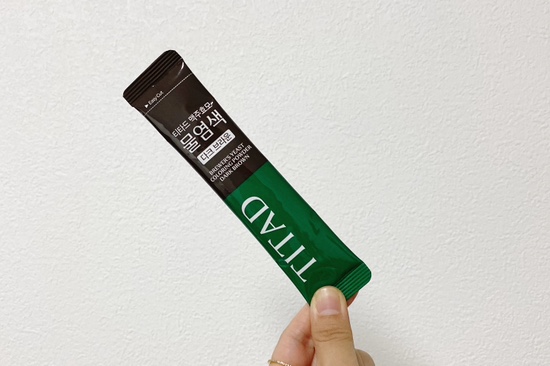 ▶ Easy Cut
티타드 맥주효모
물염색
다크 브라운
BREWER'S YEAST
COLORING POWDER
DARK BROWN
TITAD